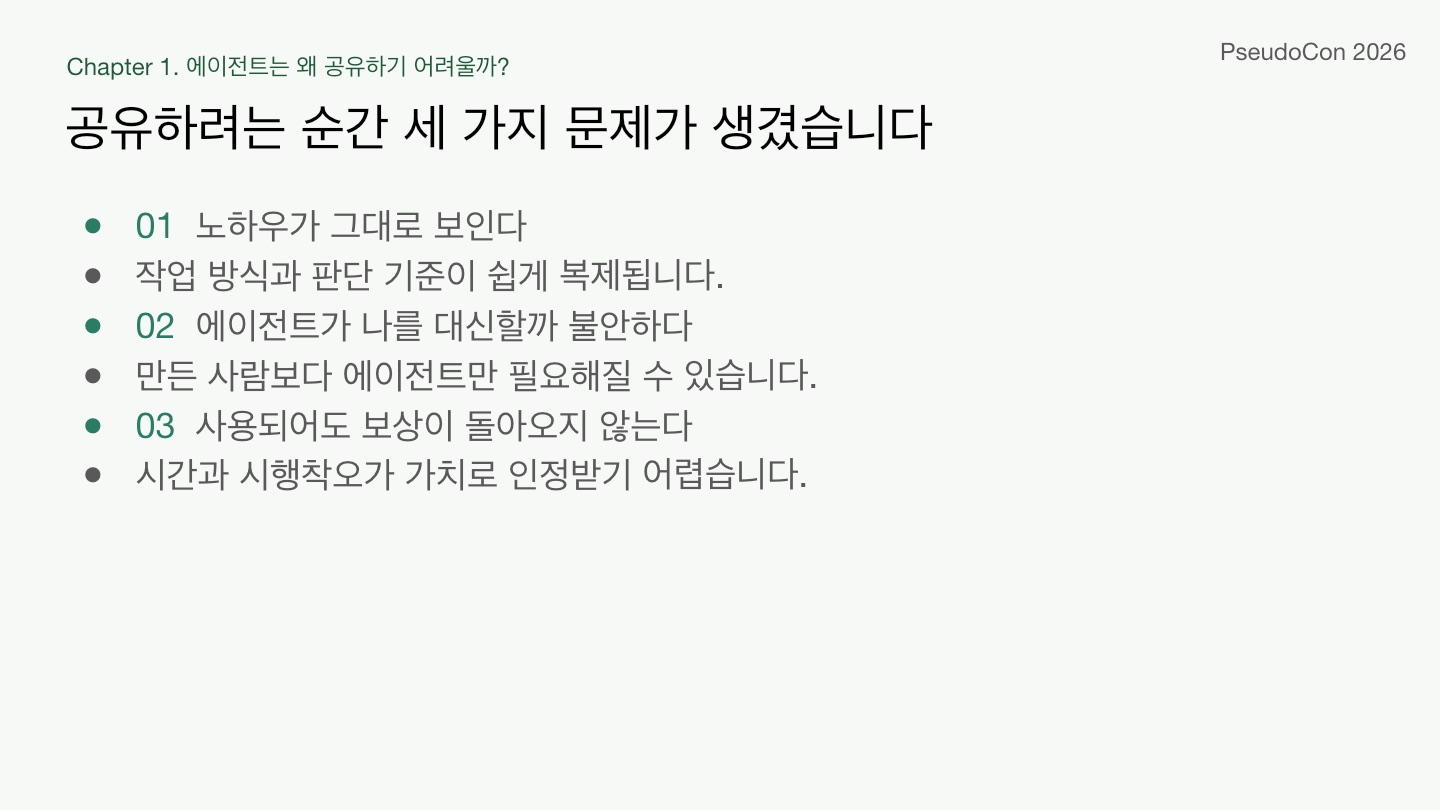 Chapter 1. 에이전트는 왜 공유하기 어려울까?
PseudoCon 2026
공유하려는 순간 세 가지 문제가 생겼습니다
● 01 노하우가 그대로 보인다
● 작업 방식과 판단 기준이 쉽게 복제됩니다.
● 02 에이전트가 나를 대신할까 불안하다
● 만든 사람보다 에이전트만 필요해질 수 있습니다.
● 03 사용되어도 보상이 돌아오지 않는다
● 시간과 시행착오가 가치로 인정받기 어렵습니다.